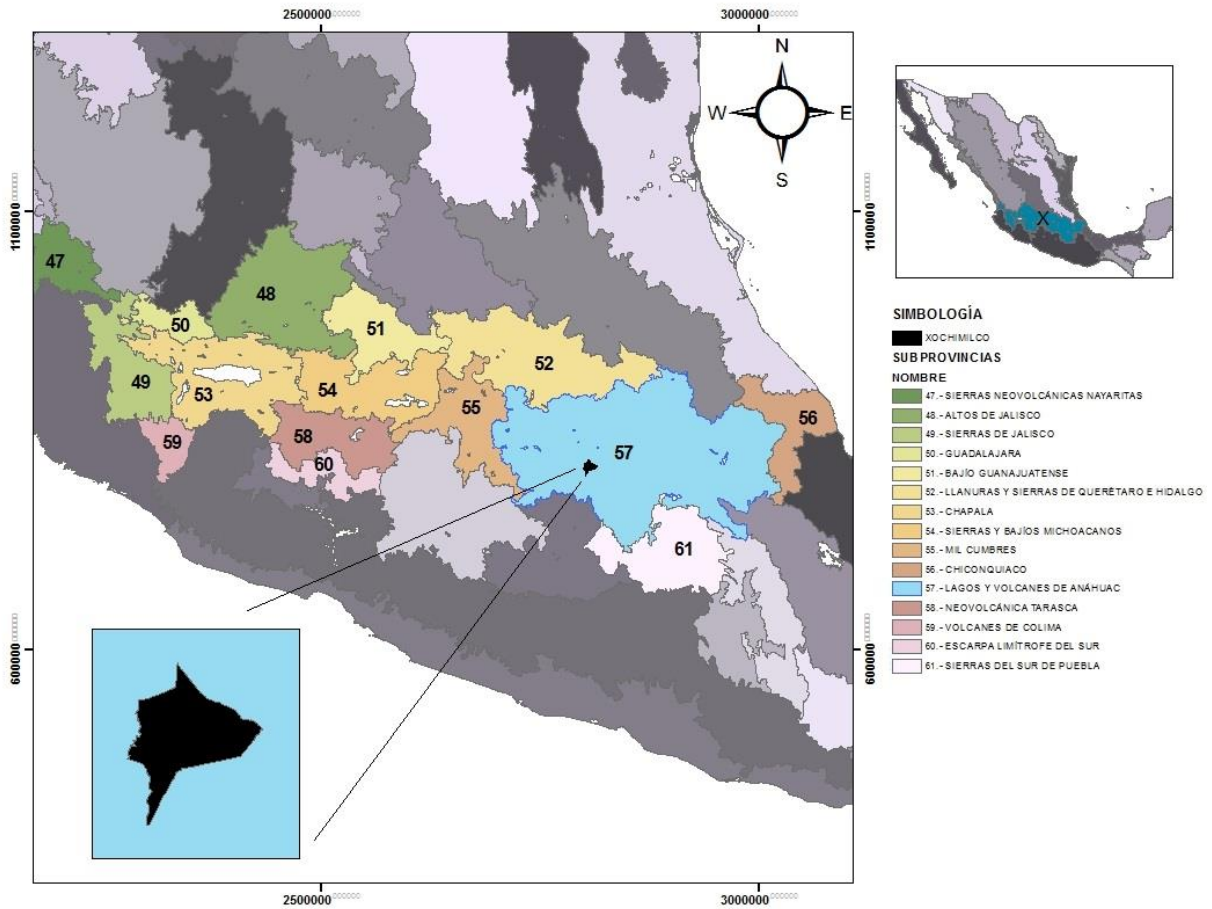 2500000 3000000
N
W E
S
1100000 1100000
X
47
48
50
51
52
49
53
54
55
56
57
59
58
60
61
600000 600000
2500000 3000000
SIMBOLOGÍA
XOCHIMILCO
SUBPROVINCIAS
NOMBRE
47.- SIERRAS NEOVOLCÁNICAS NAYARITAS
48.- ALTOS DE JALISCO
49.- SIERRAS DE JALISCO
50.- GUADALAJARA
51.- BAJÍO GUANAJUATENSE
52.- LLANURAS Y SIERRAS DE QUERÉTARO E HIDALGO
53.- CHAPALA
54.- SIERRAS Y BAJÍOS MICHOACANOS
55.- MIL CUMBRES
56.- CHICONQUIACO
57.- LAGOS Y VOLCANES DE ANÁHUAC
58.- NEOVOLCÁNICA TARASCA
59.- VOLCANES DE COLIMA
60.- ESCARPA LIMÍTROFE DEL SUR
61.- SIERRAS DEL SUR DE PUEBLA